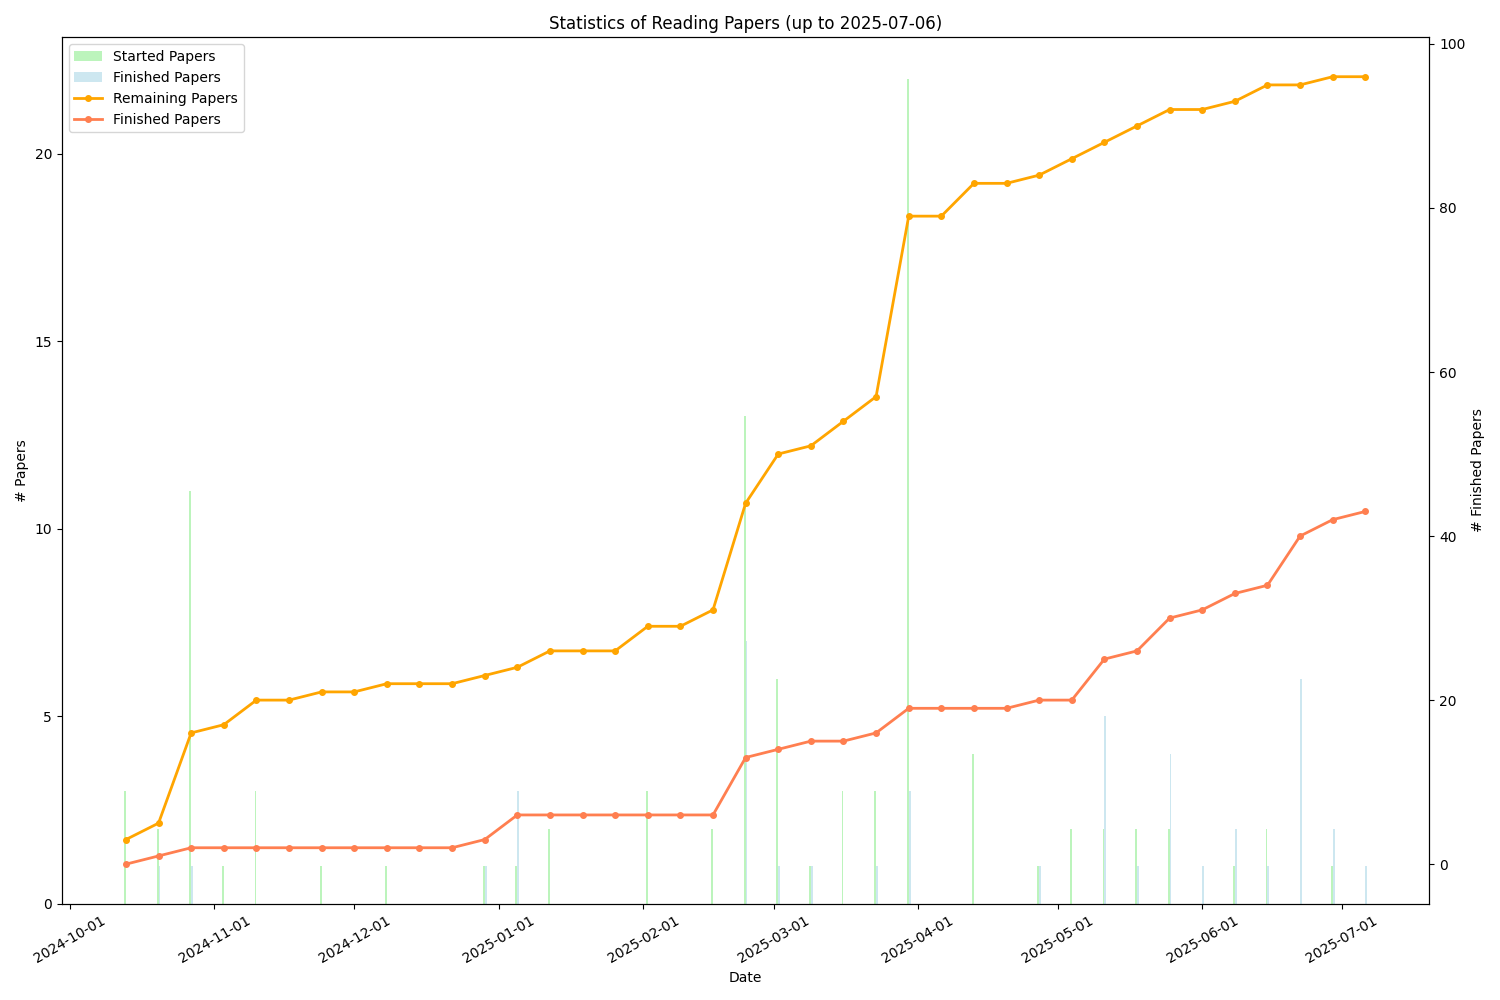 Statistics of Reading Papers (up to 2025-07-06)
Started Papers
Finished Papers
Remaining Papers
Finished Papers
# Papers
20
15
10
5
0
# Finished Papers
100
80
60
40
20
0
2024-10-01
2024-11-01
2024-12-01
2025-01-01
2025-02-01
2025-03-01
2025-04-01
2025-05-01
2025-06-01
2025-07-01
Date